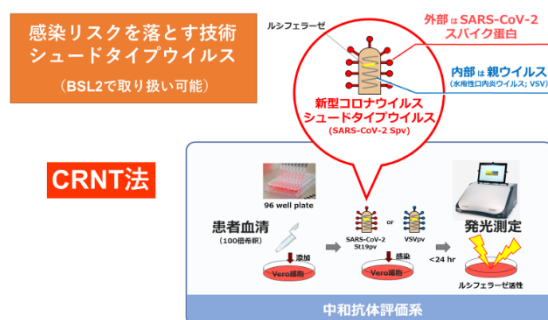 感染リスクを落とす技術
シュードタイプウイルス
（BSL2で取り扱い可能）
ルシフェラーゼ
外部 は SARS-CoV-2
スパイク蛋白
内部 は 親ウイルス
（水疱性口内炎ウイルス; VSV）
新型コロナウイルス
シュードタイプウイルス
(SARS-CoV-2 Spv)
CRNT法
96 well plate
患者血清
（100倍希釈）
添加
Vero細胞
SARS-CoV-2
St19pv
or
VSVpv
感染
Vero細胞
<24 hr
発光測定
ルシフェラーゼ活性
中和抗体評価系